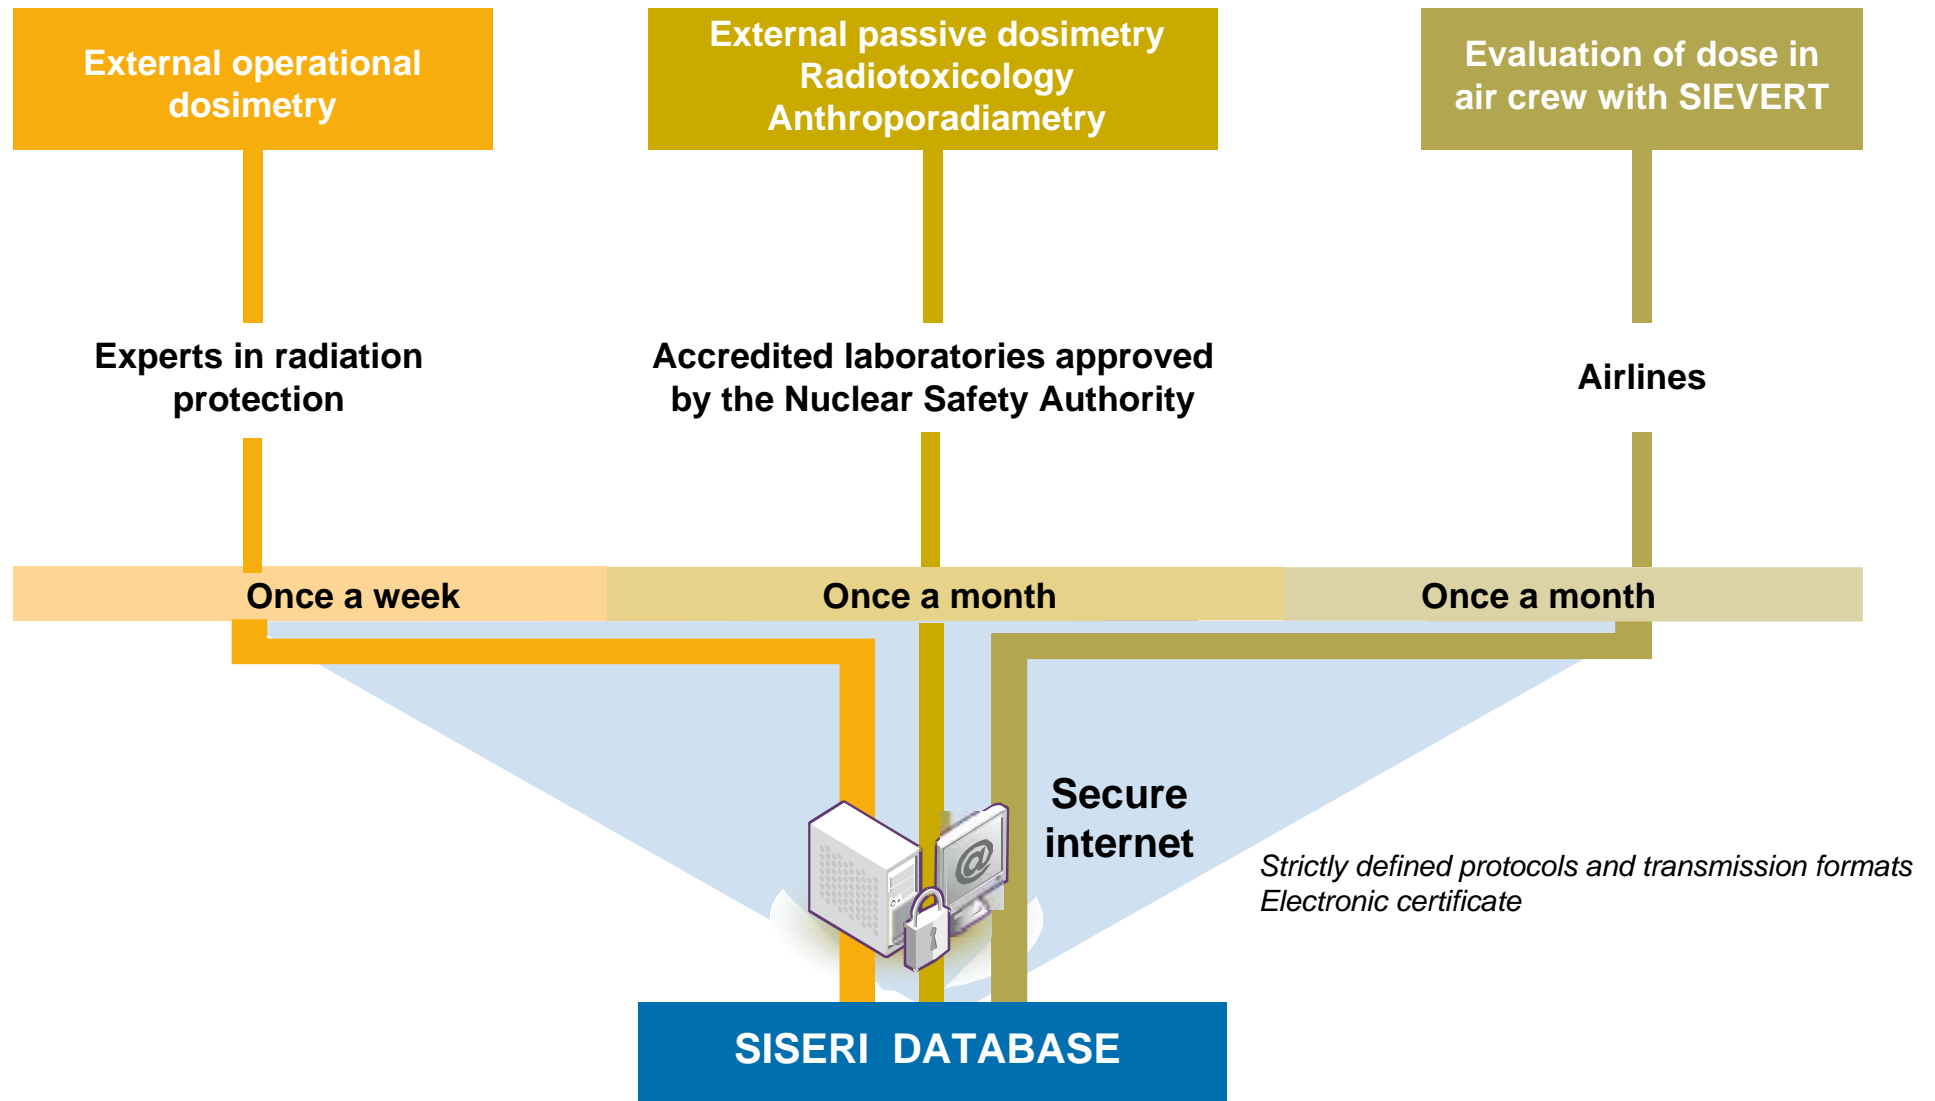 External operational
dosimetry
External passive dosimetry
Radiotoxicology
Anthroporadiametry
Evaluation of dose in
air crew with SIEVERT
Experts in radiation
protection
Accredited laboratories approved
by the Nuclear Safety Authority
Airlines
Once a week
Once a month
Once a month
Secure
internet
@
Strictly defined protocols and transmission formats
Electronic certificate
SISERI DATABASE